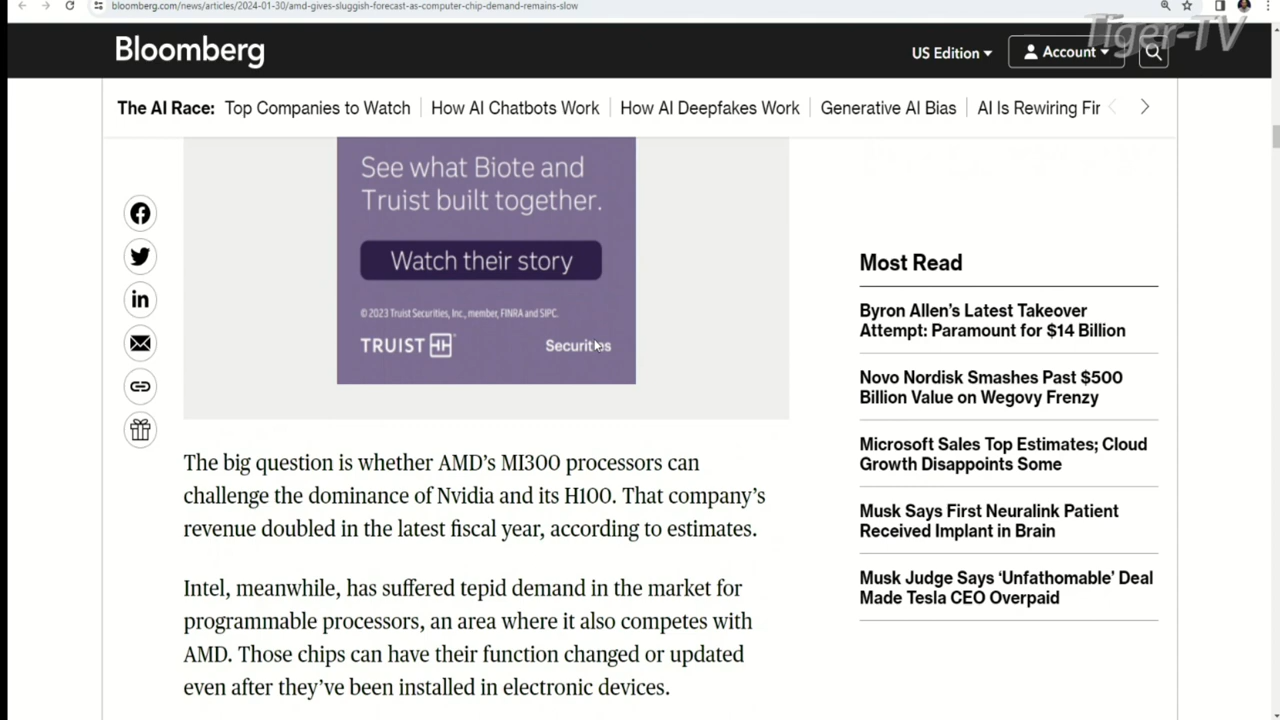 bloomberg.com/news/articles/2024-01-30/amd-gives-sluggish-forecast-as-computer-chip-demand-remains-slow
Tiger-TV
Bloomberg
US Edition
Account
The AI Race: Top Companies to Watch How AI Chatbots Work How AI Deepfakes Work Generative AI Bias AI Is Rewiring Fir
See what Biote and
Truist built together.
Watch their story
© 2023 Truist Securities, Inc., member, FINRA and SIPC.
TRUIST Securities
The big question is whether AMD's MI300 processors can
challenge the dominance of Nvidia and its H100. That company's
revenue doubled in the latest fiscal year, according to estimates.
Intel, meanwhile, has suffered tepid demand in the market for
programmable processors, an area where it also competes with
AMD. Those chips can have their function changed or updated
even after they've been installed in electronic devices.
Most Read
Byron Allen's Latest Takeover
Attempt: Paramount for $14 Billion
Novo Nordisk Smashes Past $500
Billion Value on Wegovy Frenzy
Microsoft Sales Top Estimates; Cloud
Growth Disappoints Some
Musk Says First Neuralink Patient
Received Implant in Brain
Musk Judge Says 'Unfathomable' Deal
Made Tesla CEO Overpaid